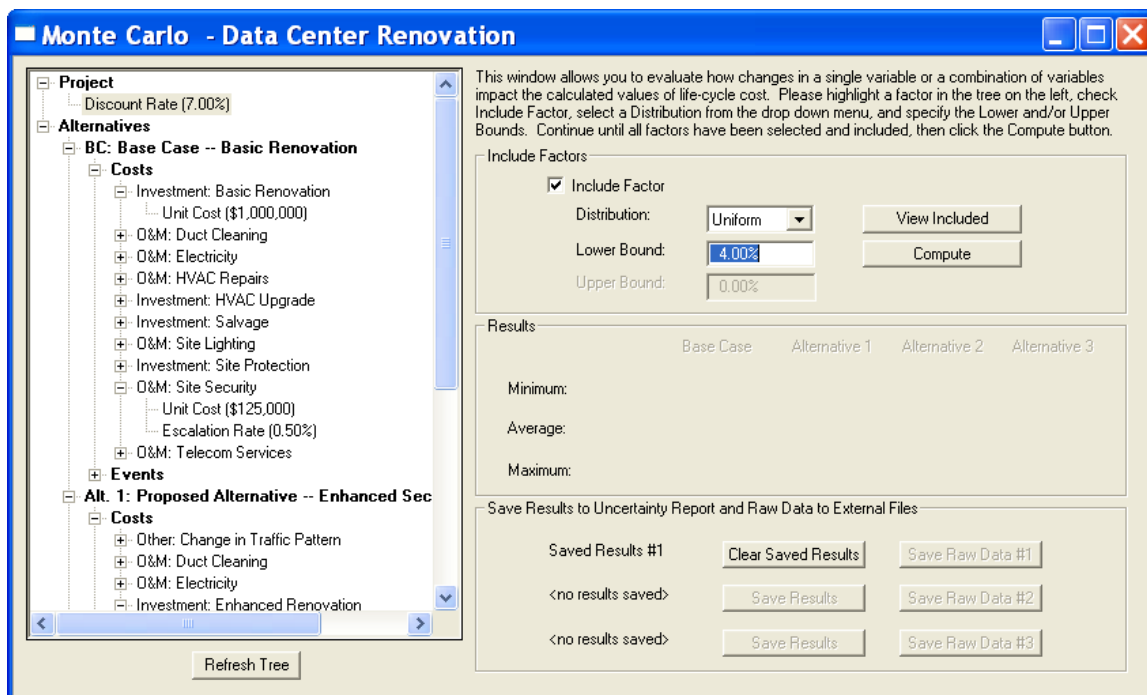 Monte Carlo - Data Center Renovation
Project
Discount Rate (7.00%)
Alternatives
BC: Base Case -- Basic Renovation
Costs
Investment: Basic Renovation
Unit Cost ($1,000,000)
O&M: Duct Cleaning
O&M: Electricity
O&M: HVAC Repairs
Investment: HVAC Upgrade
Investment: Salvage
O&M: Site Lighting
Investment: Site Protection
O&M: Site Security
Unit Cost ($125,000)
Escalation Rate (0.50%)
O&M: Telecom Services
Events
Alt. 1: Proposed Alternative -- Enhanced Sec
Costs
Other: Change in Traffic Pattern
O&M: Duct Cleaning
O&M: Electricity
Investment: Enhanced Renovation
Refresh Tree
This window allows you to evaluate how changes in a single variable or a combination of variables
impact the calculated values of life-cycle cost. Please highlight a factor in the tree on the left, check
Include Factor, select a Distribution from the drop down menu, and specify the Lower and/or Upper
Bounds. Continue until all factors have been selected and included, then click the Compute button.
Include Factors
Include Factor
Distribution: Uniform View Included
Lower Bound: 4.00% Compute
Upper Bound: 0.00%
Results
Base Case Alternative 1 Alternative 2 Alternative 3
Minimum:
Average:
Maximum:
Save Results to Uncertainty Report and Raw Data to External Files
Saved Results #1 Clear Saved Results Save Raw Data #1
<no results saved> Save Results Save Raw Data #2
<no results saved> Save Results Save Raw Data #3